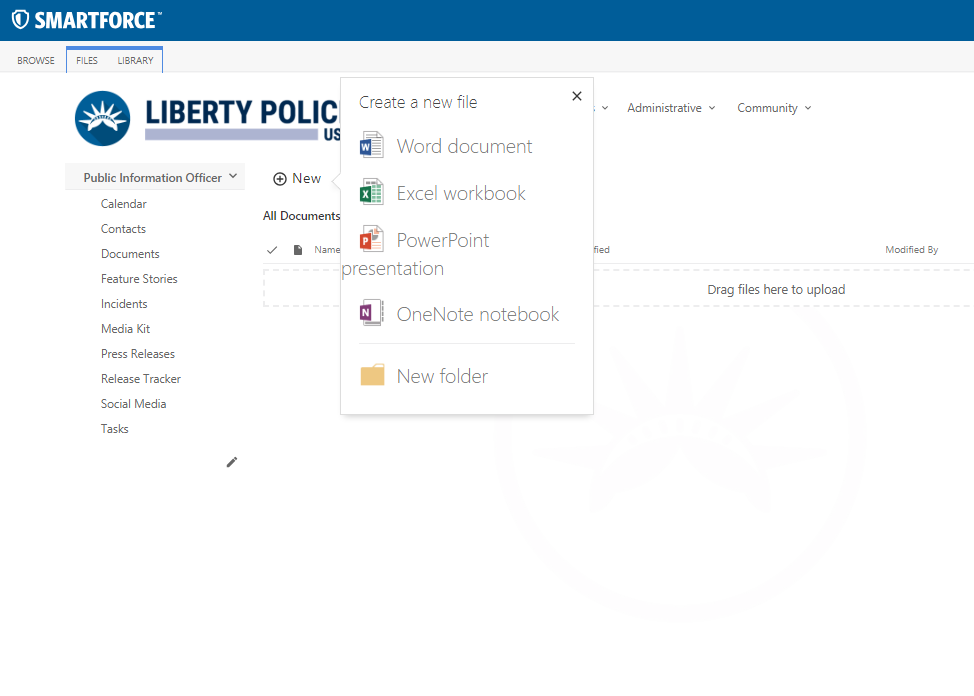 SMARTFORCE™
BROWSE FILES LIBRARY
LIBERTY POLIC
US
Create a new file
Administrative
Community
Word document
Excel workbook
PowerPoint
presentation
OneNote notebook
New folder
Public Information Officer
Calendar
Contacts
Documents
Feature Stories
Incidents
Media Kit
Press Releases
Release Tracker
Social Media
Tasks
New
All Documents
Name
fied
Modified By
Drag files here to upload